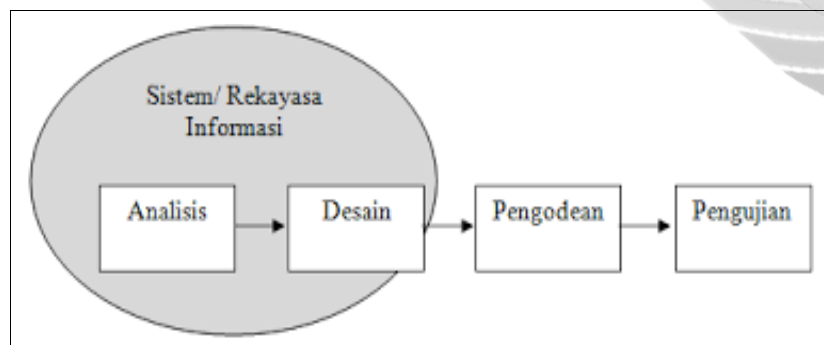 Sistem/ Rekayasa
Informasi
Analisis
Desain
Pengodean
Pengujian